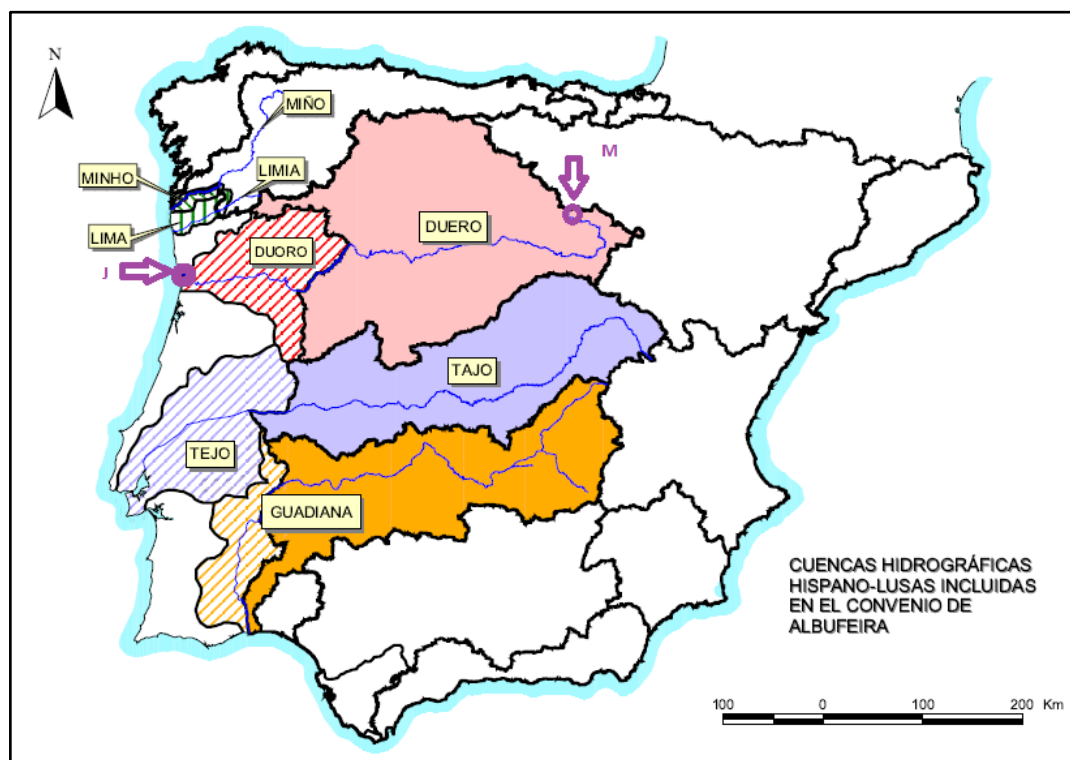 N
MIÑO
M
MINHO
LIMIA
LIMA
DUERO
DUORO
J
TAJO
TEJO
GUADIANA
CUENCAS HIDROGRÁFICAS
HISPANO-LUSAS INCLUIDAS
EN EL CONVENIO DE
ALBUFEIRA
100 0 100 200 Km